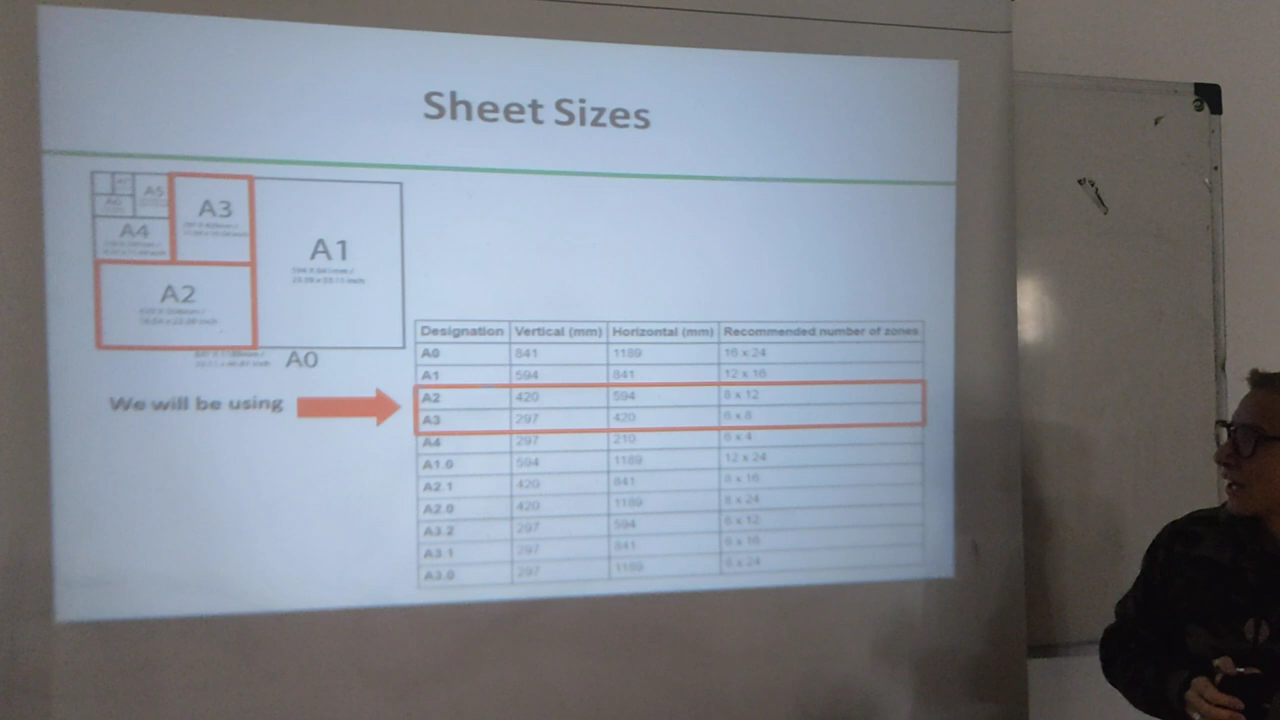 Sheet Sizes
A5
A3
A4
A1
A2
A0
We will be using
Designation Vertical (mm) Horizontal (mm) Recommended number of zones
A0 841 1189 16 x 24
A1 594 841 12 x 16
A2 420 594 8 x 12
A3 297 420 6 x 8
A4 297 210 6 x 4
A1.0 594 1189 12 x 24
A2.1 420 841 8 x 16
A2.0 420 1189 8 x 24
A3.2 297 594 6 x 12
A3.1 297 841 6 x 16
A3.0 297 1189 6 x 24